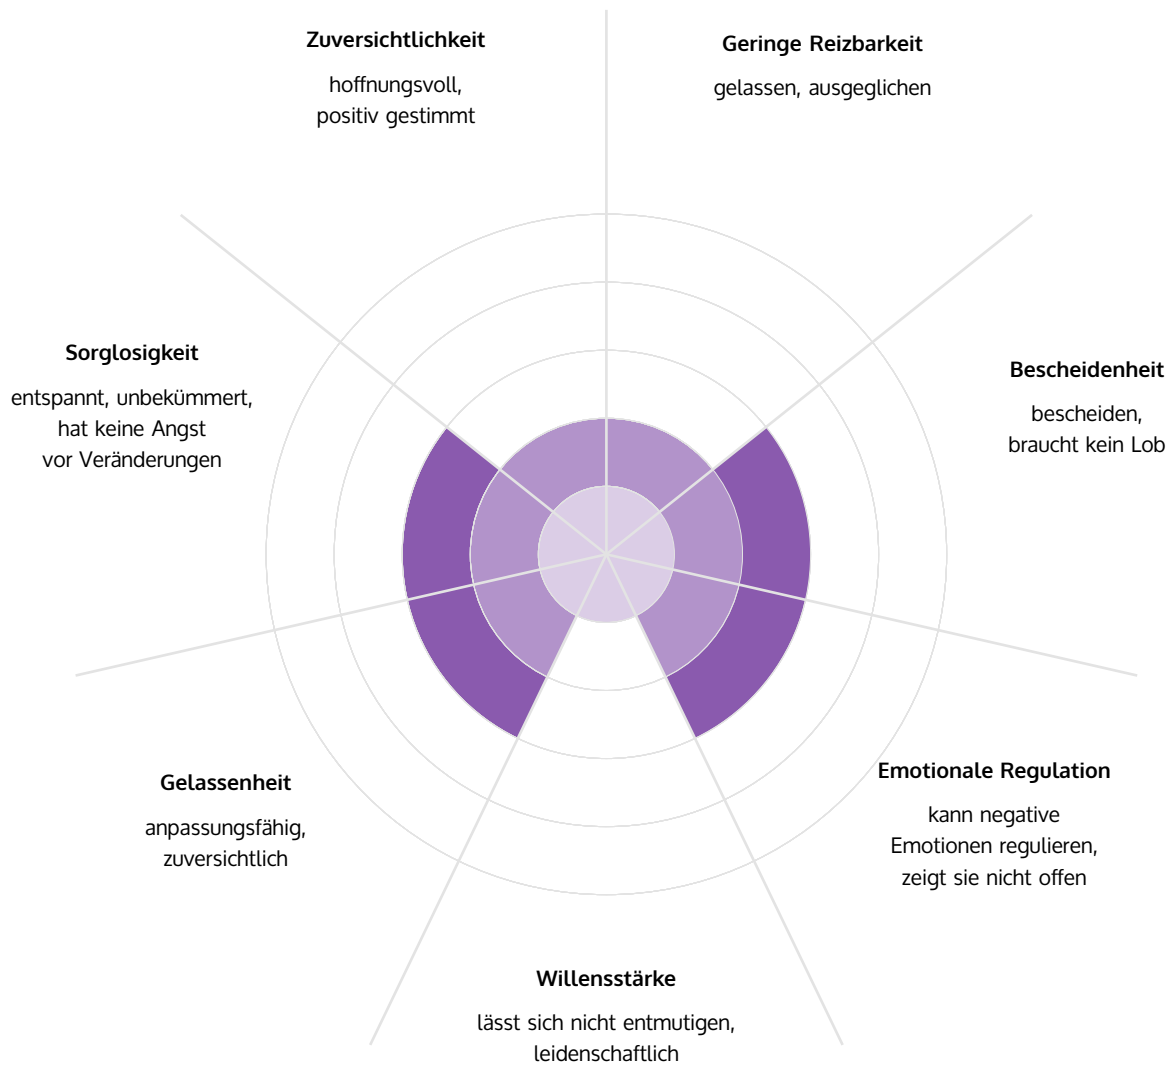 Zuversichtlichkeit
hoffnungsvoll,
positiv gestimmt
Geringe Reizbarkeit
gelassen, ausgeglichen
Sorglosigkeit
entspannt, unbekümmert,
hat keine Angst
vor Veränderungen
Bescheidenheit
bescheiden,
braucht kein Lob
Gelassenheit
anpassungsfähig,
zuversichtlich
Emotionale Regulation
kann negative
Emotionen regulieren,
zeigt sie nicht offen
Willensstärke
lässt sich nicht entmutigen,
leidenschaftlich